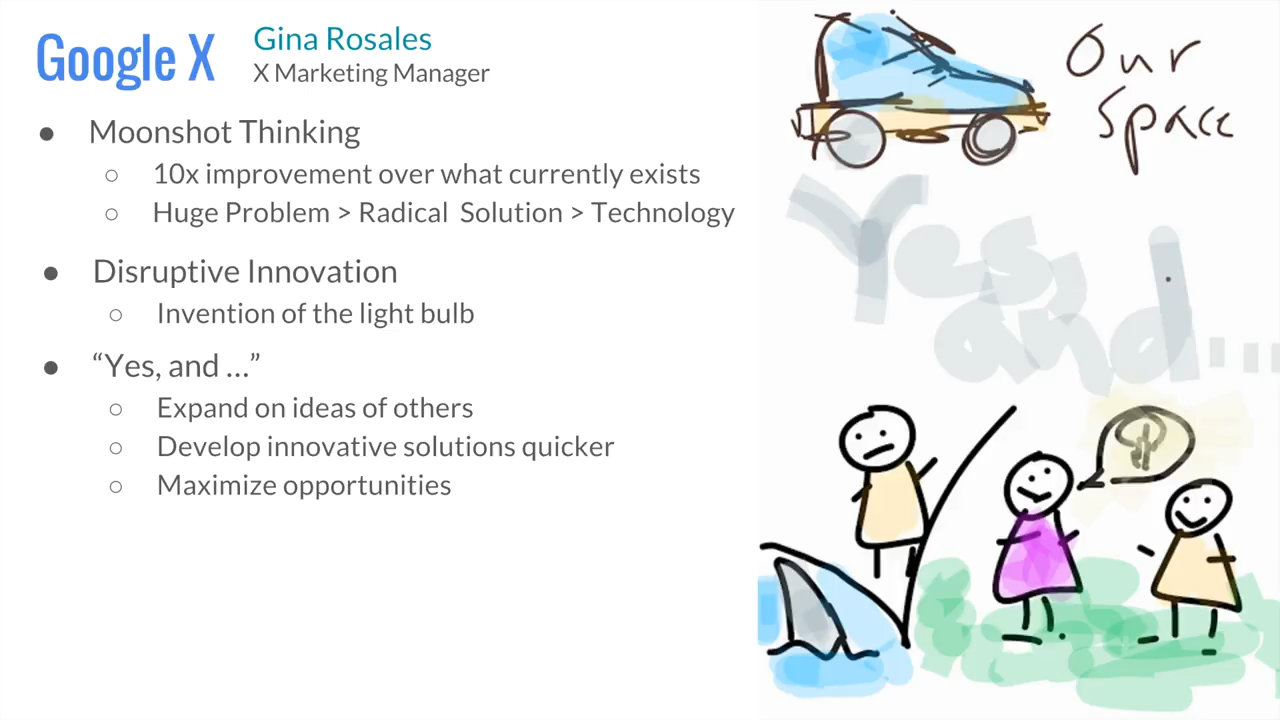 Google X
Gina Rosales
X Marketing Manager
● Moonshot Thinking
○ 10x improvement over what currently exists
○ Huge Problem > Radical Solution > Technology
● Disruptive Innovation
○ Invention of the light bulb
● “Yes, and ...”
○ Expand on ideas of others
○ Develop innovative solutions quicker
○ Maximize opportunities
Our
Space
Yes,
and....